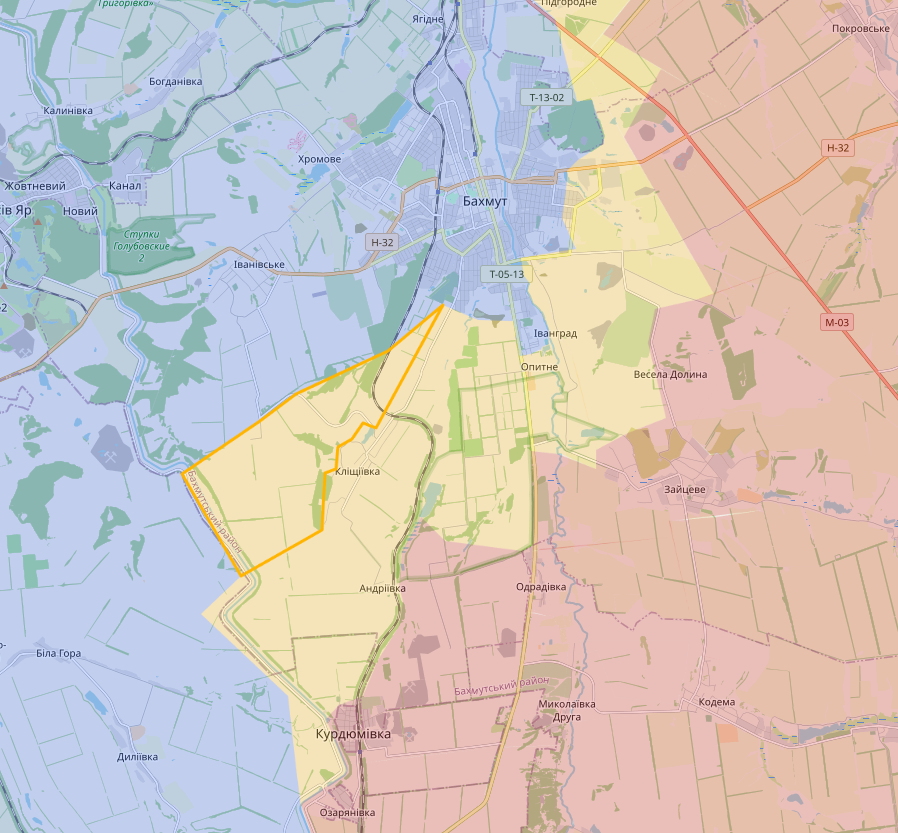 Григорівка»
Підгородне
Ягідне
Покровське
Богданівка
Т-13-02
Калинівка
Хромове
Н-32
Жовтневий
Канал
Бахмут
ів Яр
Новий
Ступки
Голубовские
2
Н-32
Іванівське
Т-05-13
-2
М-03
Іванград
Опитне
Весела Долина
Кліщіївка
Зайцеве
Бахмутський район
Андріївка
Одрадівка
Біла Гора
Бахмутський район
Миколаївка
Друга
Кодема
Курдюмівка
Диліївка
Озарянівка